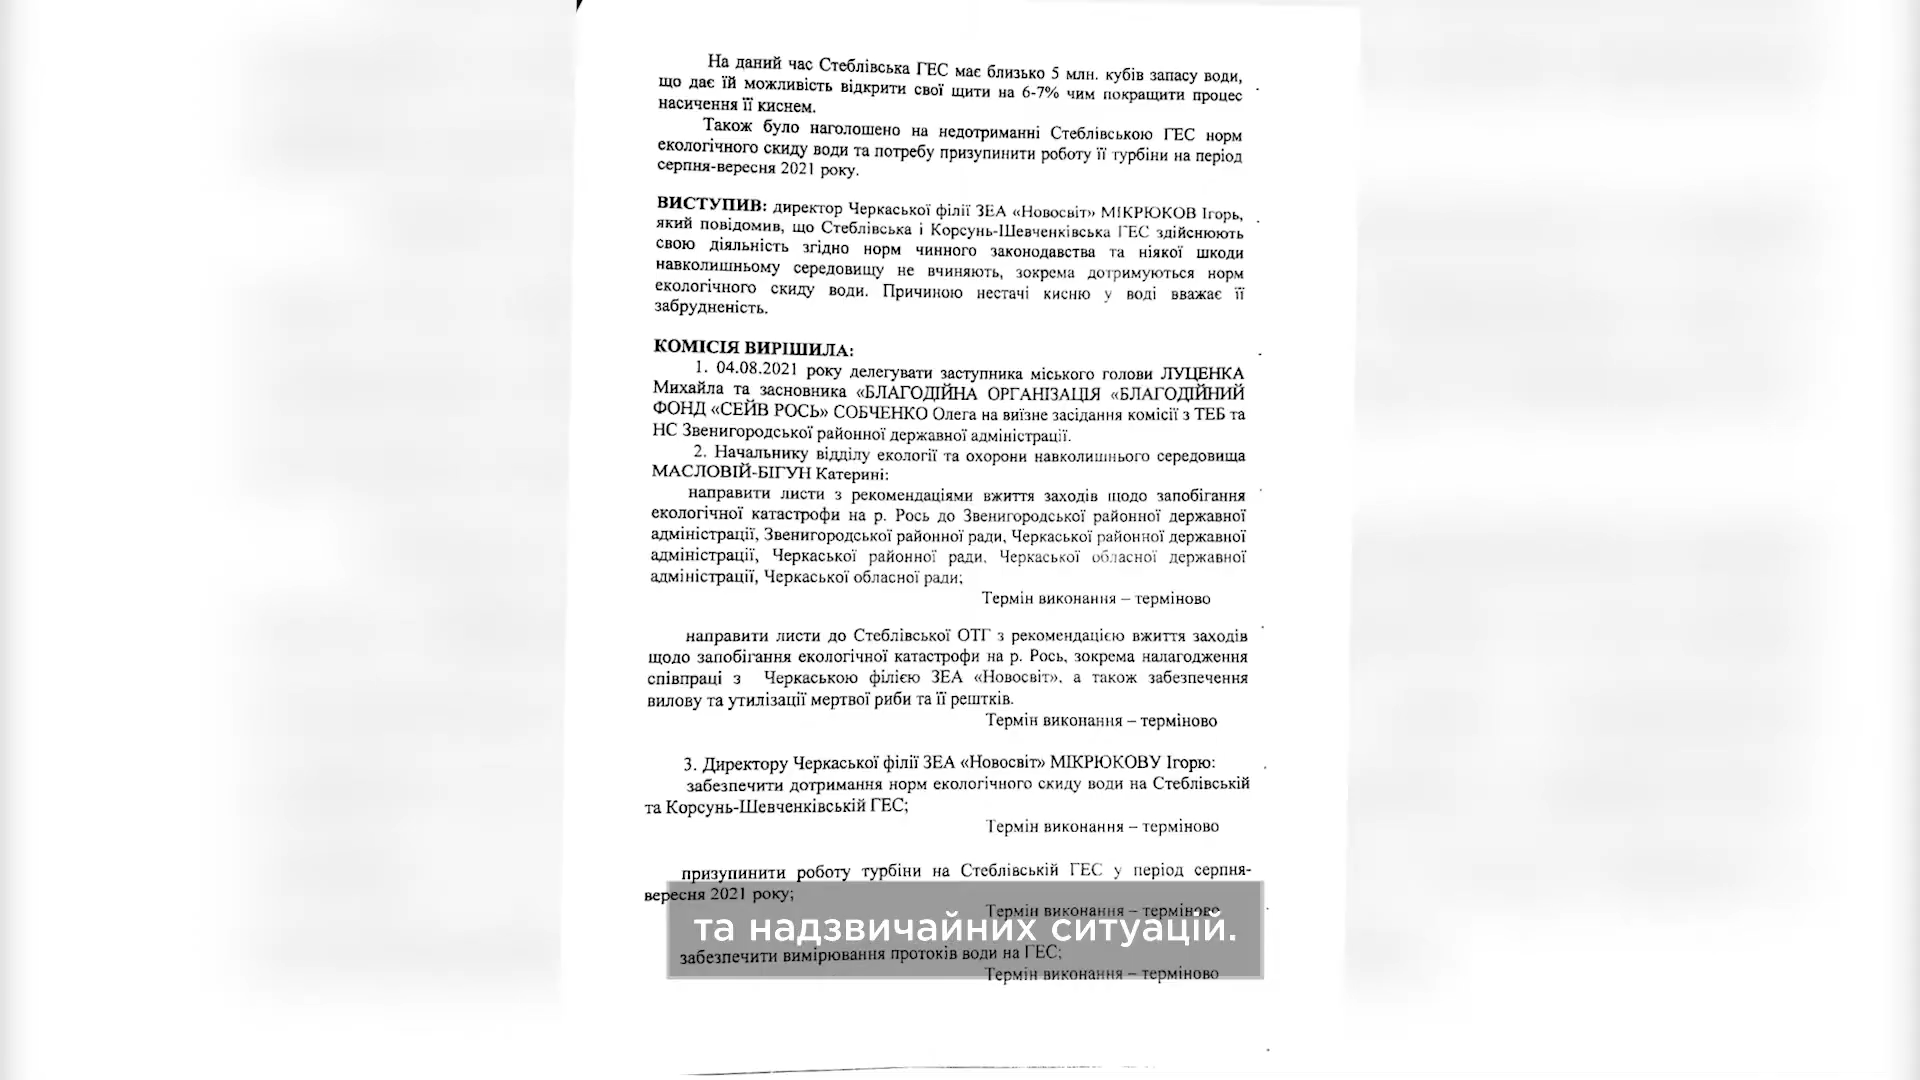 На даний час Стеблівська ГЕС має близько 5 млн. кубів запасу води,
що дає їй можливість відкрити свої щити на 6-7% чим покращити процес
насичення її киснем.
Також було наголошено на недотриманні Стеблівською ГЕС норм
екологічного скиду води та потребу призупинити роботу її турбіни на період
серпня-вересня 2021 року.
ВИСТУПИВ: директор Черкаської філії ЗЕА «Новосвіт» МІКРЮКОВ Ігорь,
який повідомив, що Стеблівська і Корсунь-Шевченківська ГЕС здійснюють
свою діяльність згідно норм чинного законодавства та ніякої шкоди
навколишньому середовищу не вчиняють, зокрема дотримуються норм
екологічного скиду води. Причиною нестачі кисню у воді вважає її
забрудненість.
КОМІСІЯ ВИРІШИЛА:
1. 04.08.2021 року делегувати заступника міського голови ЛУЦЕНКА
Михайла та засновника «БЛАГОДІЙНА ОРГАНІЗАЦІЯ «БЛАГОДІЙНИЙ
ФОНД «СЕЙВ РОСЬ» СОБЧЕНКО Олега на виїзне засідання комісії з ТЕБ та
НС Звенигородської районної державної адміністрації.
2. Начальнику відділу екології та охорони навколишнього середовища
МАСЛОВІЙ-БІГУН Катерині:
направити листи з рекомендаціями вжиття заходів щодо запобігання
екологічної катастрофи на р. Рось до Звенигородської районної державної
адміністрації, Звенигородської районної ради, Черкаської районної державної
адміністрації, Черкаської районної ради, Черкаської обласної державної
адміністрації, Черкаської обласної ради;
Термін виконання – терміново
направити листи до Стеблівської ОТГ з рекомендацією вжиття заходів
щодо запобігання екологічної катастрофи на р. Рось, зокрема налагодження
співпраці з Черкаською філією ЗЕА «Новосвіт», а також забезпечення
вилову та утилізації мертвої риби та її рештків.
Термін виконання – терміново
3. Директору Черкаської філії ЗЕА «Новосвіт» МІКРЮКОВУ Ігорю:
забезпечити дотримання норм екологічного скиду води на Стеблівській
та Корсунь-Шевченківській ГЕС;
Термін виконання – терміново
призупинити роботу турбіни на Стеблівській ГЕС у період серпня-
вересня 2021 року;
Термін виконання – терміново
та надзвичайних ситуацій.
забезпечити вимірювання протоків води на ГЕС;
Термін виконання – терміново